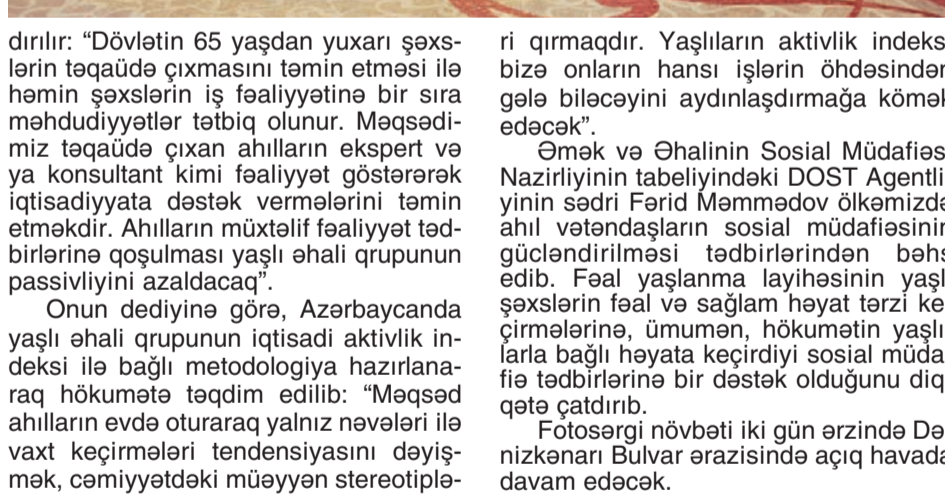 dırılır: “Dövlətin 65 yaşdan yuxarı şəxs-
lərin təqaüdə çıxmasını təmin etməsi ilə
həmin şəxslərin iş fəaliyyətinə bir sıra
məhdudiyyətlər tətbiq olunur. Məqsədi-
miz təqaüdə çıxan ahılların ekspert və
ya konsultant kimi fəaliyyət göstərərək
iqtisadiyyata dəstək vermələrini təmin
etməkdir. Ahılların müxtəlif fəaliyyət təd-
birlərinə qoşulması yaşlı əhali qrupunun
passivliyini azaldacaq”.
Onun dediyinə görə, Azərbaycanda
yaşlı əhali qrupunun iqtisadi aktivlik in-
deksi ilə bağlı metodologiya hazırlana-
raq hökumətə təqdim edilib: “Məqsəd
ahılların evdə oturaraq yalnız nəvələri ilə
vaxt keçirmələri tendensiyasını dəyiş-
mək, cəmiyyətdəki müəyyən stereotiplə-
ri qırmaqdır. Yaşlıların aktivlik indeks
bizə onların hansı işlərin öhdəsindən
gələ biləcəyini aydınlaşdırmağa kömək
edəcək”.
Əmək və Əhalinin Sosial Müdafiəs
Nazirliyinin tabeliyindəki DOST Agentli
yinin sədri Fərid Məmmədov ölkəmizdə
ahıl vətəndaşların sosial müdafiəsinin
gücləndirilməsi tədbirlərindən bəhs
edib. Fəal yaşlanma layihəsinin yaşl
şəxslərin fəal və sağlam həyat tərzi ke
çirmələrinə, ümumən, hökumətin yaşlı
larla bağlı həyata keçirdiyi sosial müda
fiə tədbirlərinə bir dəstək olduğunu diq
qətə çatdırıb.
Fotosərgi növbəti iki gün ərzində Də
nizkənarı Bulvar ərazisində açıq havada
davam edəcək.